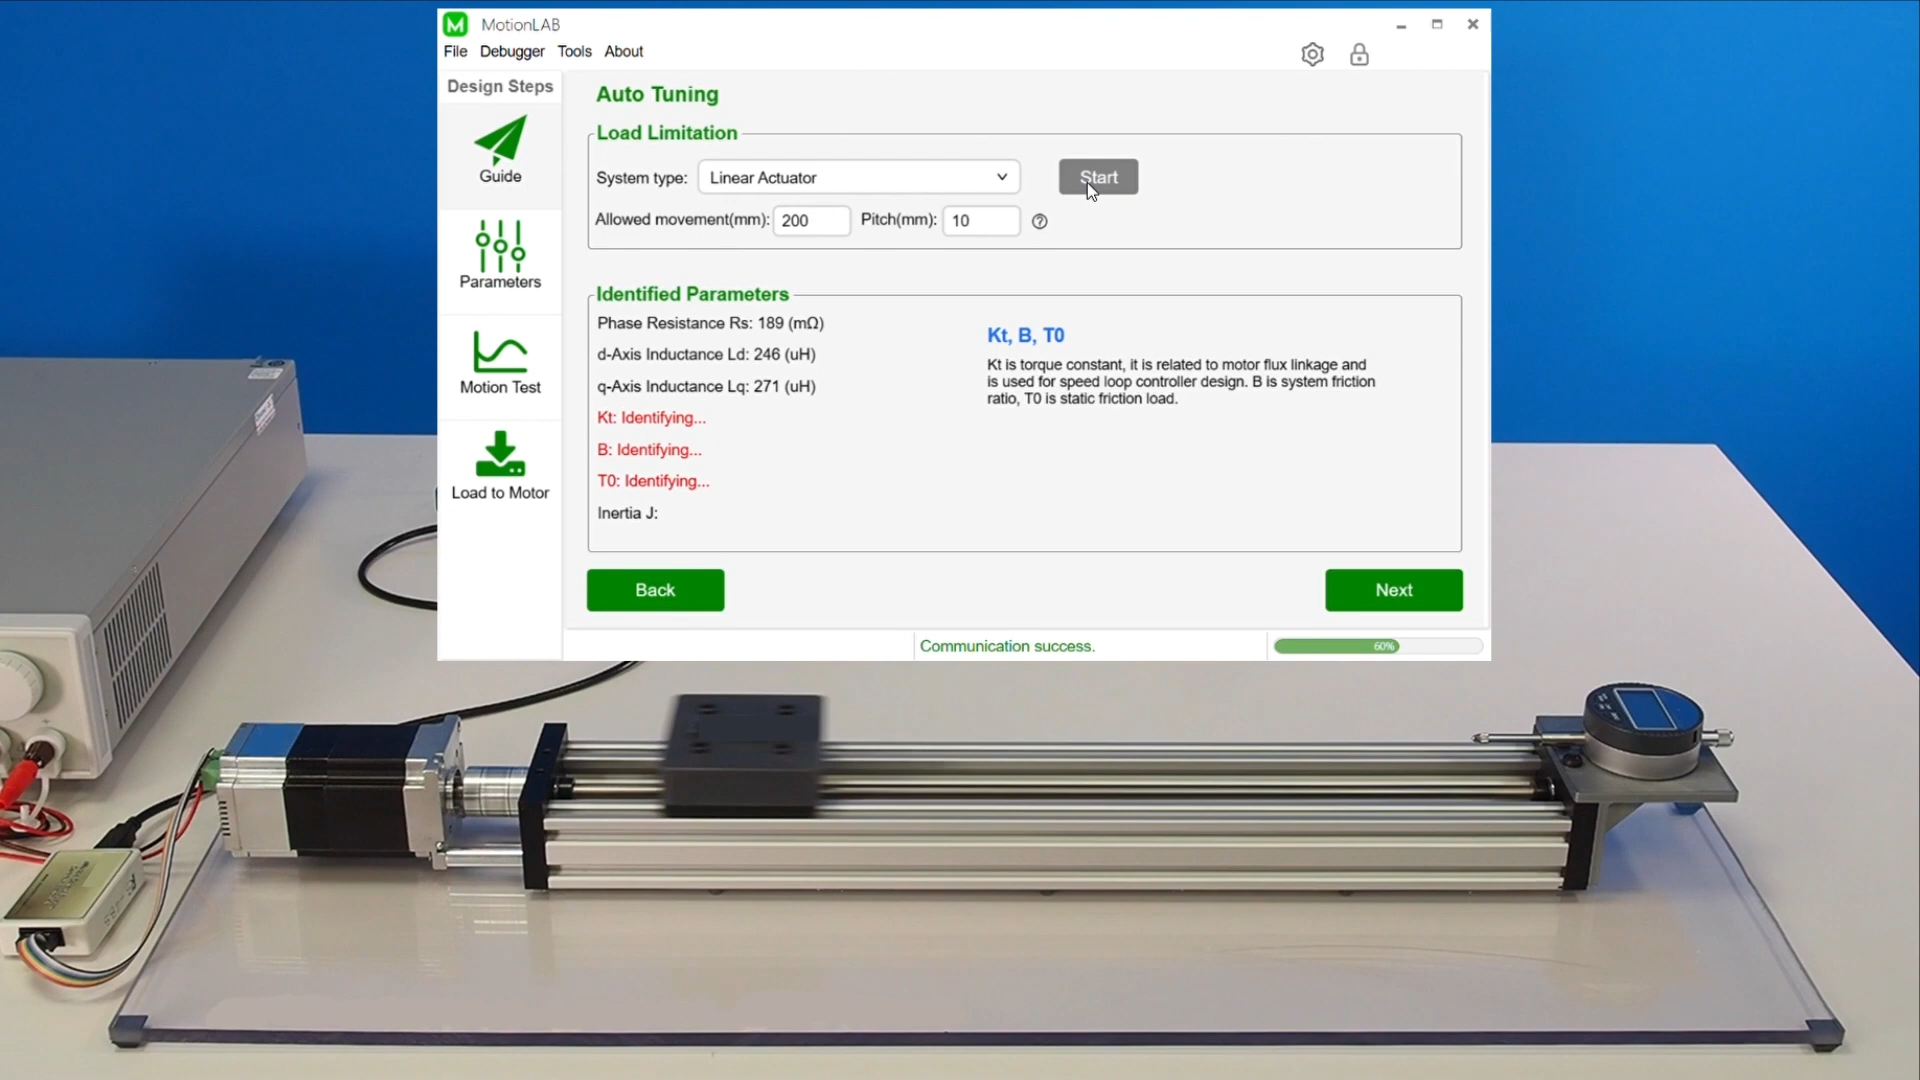 MotionLAB
File Debugger Tools About
Design Steps
Guide
Parameters
Motion Test
Load to Motor
Auto Tuning
Load Limitation
System type: Linear Actuator
Start
Allowed movement(mm): 200 Pitch(mm): 10
Identified Parameters
Phase Resistance Rs: 189 (mΩ)
d-Axis Inductance Ld: 246 (uH)
q-Axis Inductance Lq: 271 (uH)
Kt: Identifying...
B: Identifying...
T0: Identifying...
Inertia J:
Kt, B, T0
Kt is torque constant, it is related to motor flux linkage and
is used for speed loop controller design. B is system friction
ratio, T0 is static friction load.
Back
Next
Communication success.
60%